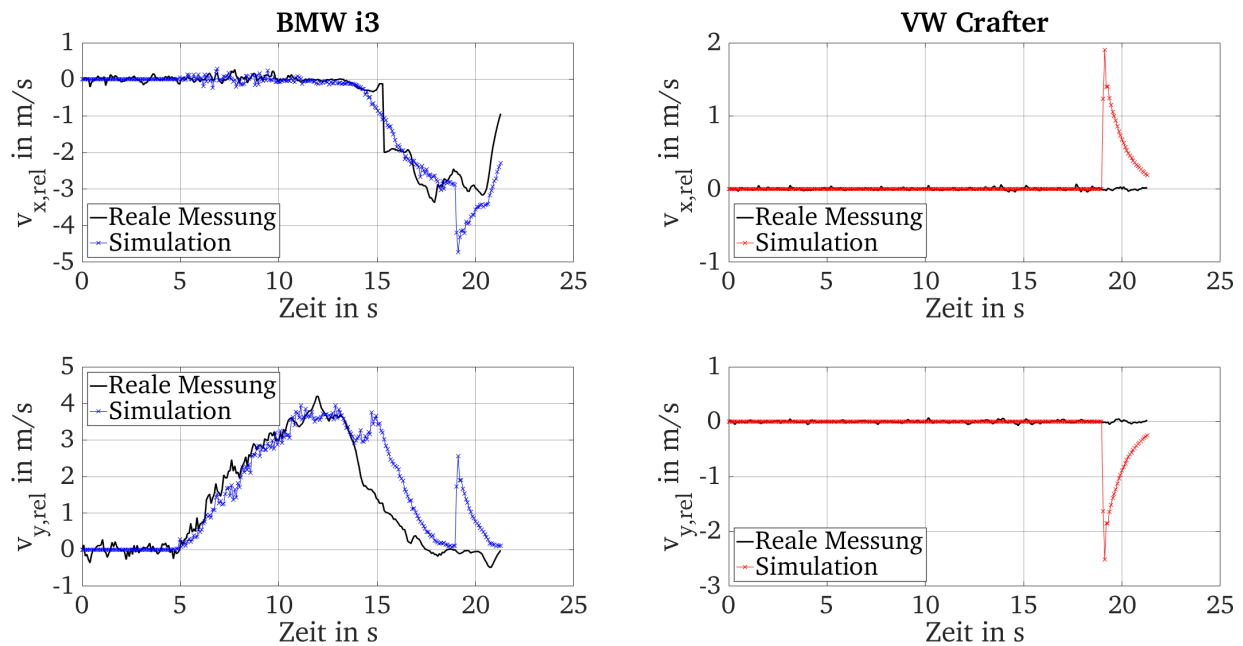 BMW i3
1
0
-1
-2
-3
-4
-5
v_x,rel in m/s
Reale Messung
Simulation
0 5 10 15 20 25
Zeit in s
VW Crafter
2
1
0
-1
v_x,rel in m/s
Reale Messung
Simulation
0 5 10 15 20 25
Zeit in s
5
4
3
2
1
0
-1
v_y,rel in m/s
Reale Messung
Simulation
0 5 10 15 20 25
Zeit in s
1
0
-1
-2
-3
v_y,rel in m/s
Reale Messung
Simulation
0 5 10 15 20 25
Zeit in s